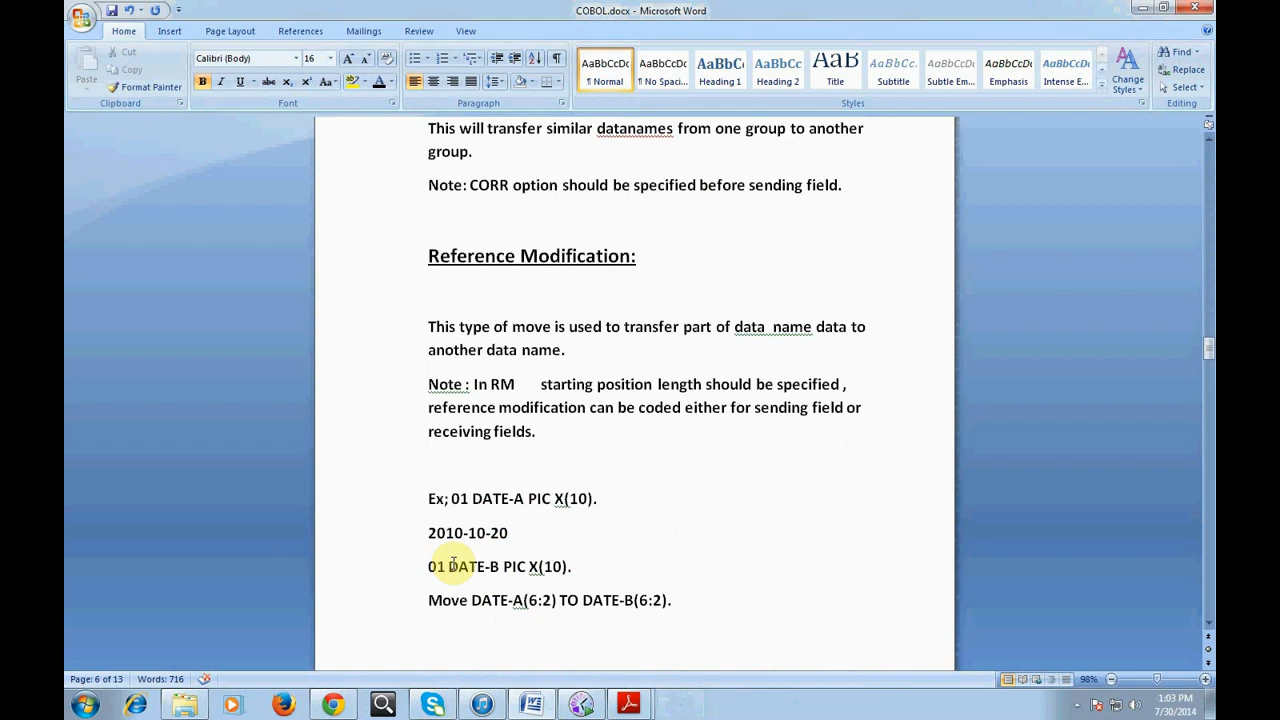 COBOL.docx - Microsoft Word
Home Insert Page Layout References Mailings Review View
Cut
Copy
Format Painter
Paste
Clipboard
Calibri (Body) 16
Font
Paragraph
AaBbCcDc AaBbCcDc AaBbC AaBbCc AaB AaBbCc. AaBbCcDc AaBbCcDc AaBbCcDc
¶ Normal ¶ No Spaci... Heading 1 Heading 2 Title Subtitle Subtle Em... Emphasis Intense E...
Change Styles
Styles
Find
Replace
Select
Editing
This will transfer similar datanames from one group to another
group.
Note: CORR option should be specified before sending field.
Reference Modification:
This type of move is used to transfer part of data name data to
another data name.
Note : In RM starting position length should be specified ,
reference modification can be coded either for sending field or
receiving fields.
Ex; 01 DATE-A PIC X(10).
2010-10-20
01 DATE-B PIC X(10).
Move DATE-A(6:2) TO DATE-B(6:2).
Page: 6 of 13 Words: 716 98%
1:03 PM
7/30/2014